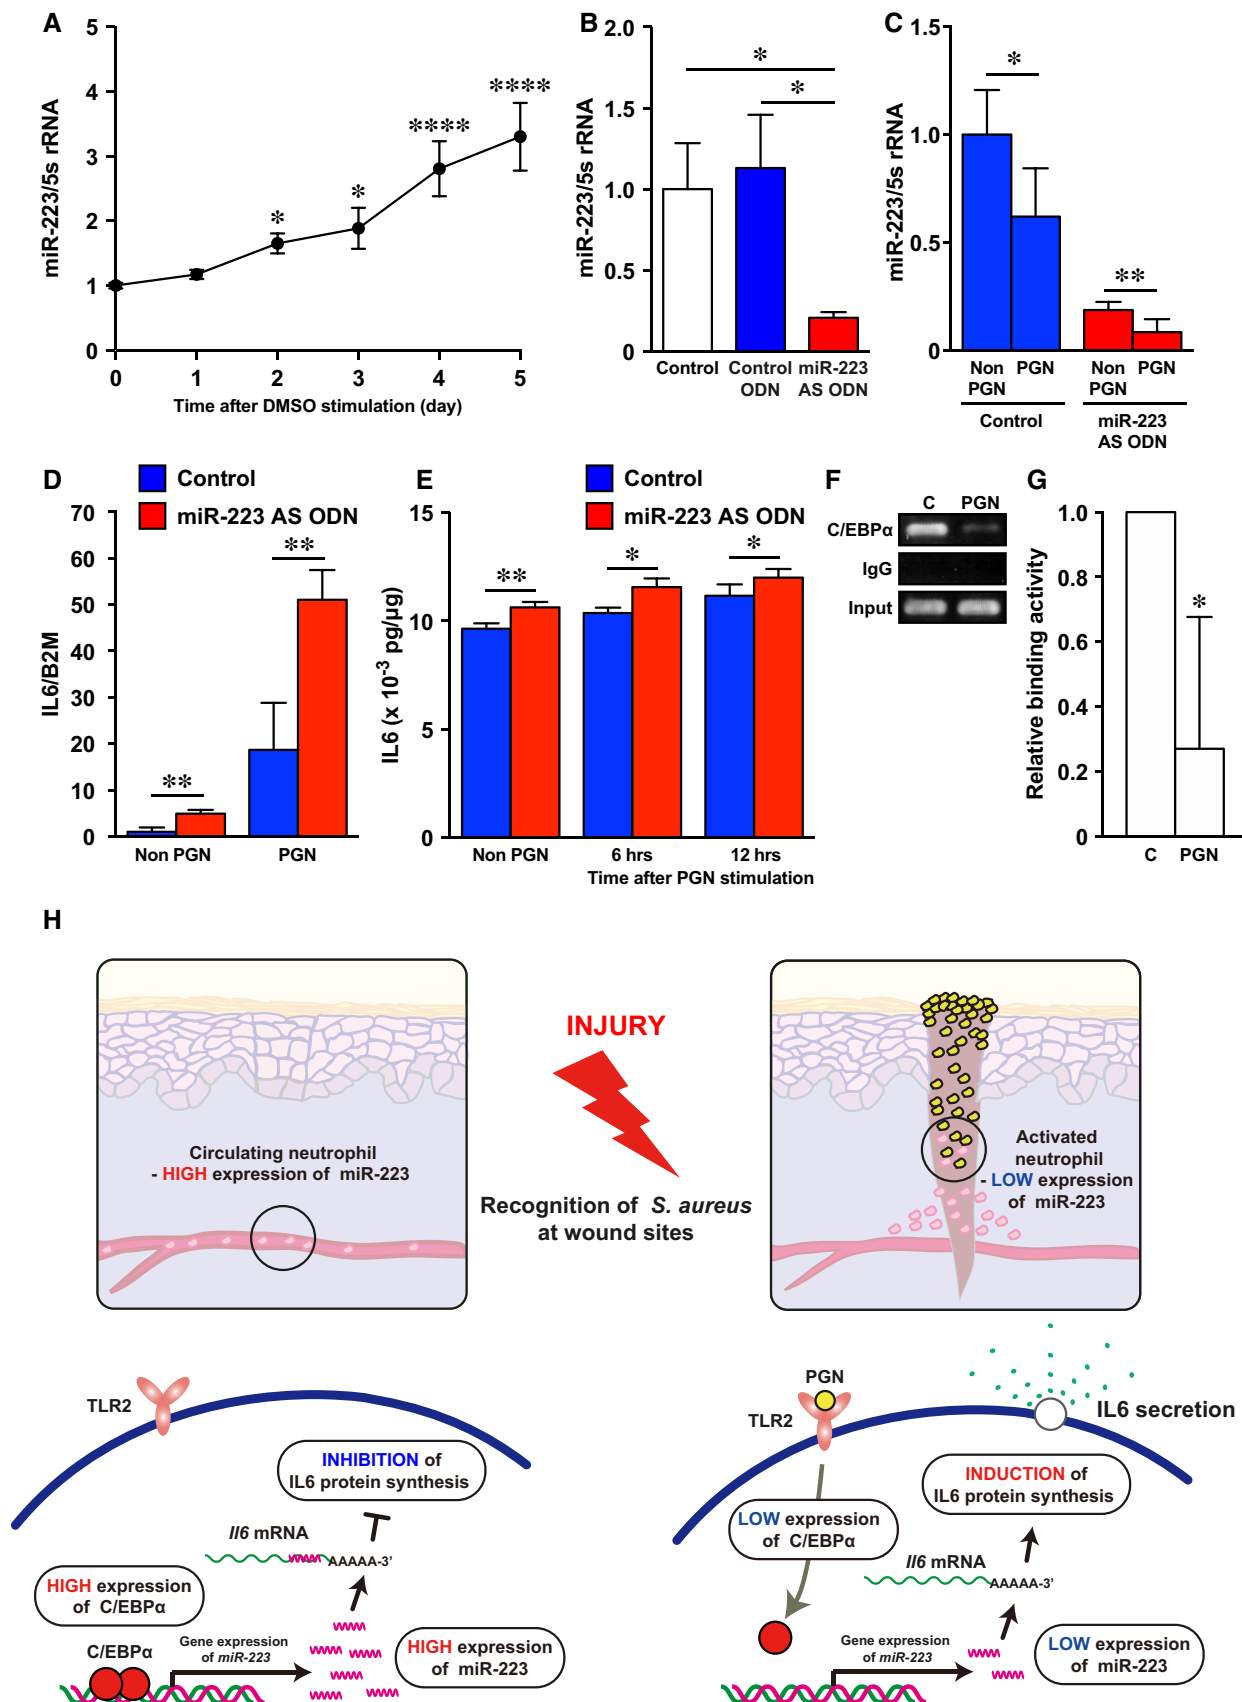 A
miR-223/5s rRNA
5
4
3
2
1
0
**** ****
* *
0 1 2 3 4 5
Time after DMSO stimulation (day)
B
miR-223/5s rRNA
2.0
1.5
1.0
0.5
0
*
*
Control
Control
ODN
miR-223
AS ODN
C
miR-223/5s rRNA
1.5
1.0
0.5
0
*
**
Non
PGN
PGN
Non
PGN
PGN
Control
miR-223
AS ODN
D
Control
miR-223 AS ODN
IL6/B2M
70
60
50
40
30
20
10
0
**
**
Non PGN PGN
E
Control
miR-223 AS ODN
IL6 (x 10⁻³ pg/µg)
15
10
5
0
**
*
*
Non PGN 6 hrs 12 hrs
Time after PGN stimulation
F
C PGN
C/EBPα
IgG
Input
G
Relative binding activity
1.0
0.8
0.6
0.4
0.2
0
*
C PGN
H
Circulating neutrophil
- HIGH expression of miR-223
INJURY
Recognition of S. aureus
at wound sites
Activated
neutrophil
- LOW expression
of miR-223
TLR2
INHIBITION of
IL6 protein synthesis
Il6 mRNA
AAAAA-3'
HIGH expression
of C/EBPα
C/EBPα
Gene expression
of miR-223
HIGH expression
of miR-223
PGN
TLR2
IL6 secretion
INDUCTION of
IL6 protein synthesis
LOW expression
of C/EBPα
Il6 mRNA
AAAAA-3'
Gene expression
of miR-223
LOW expression
of miR-223